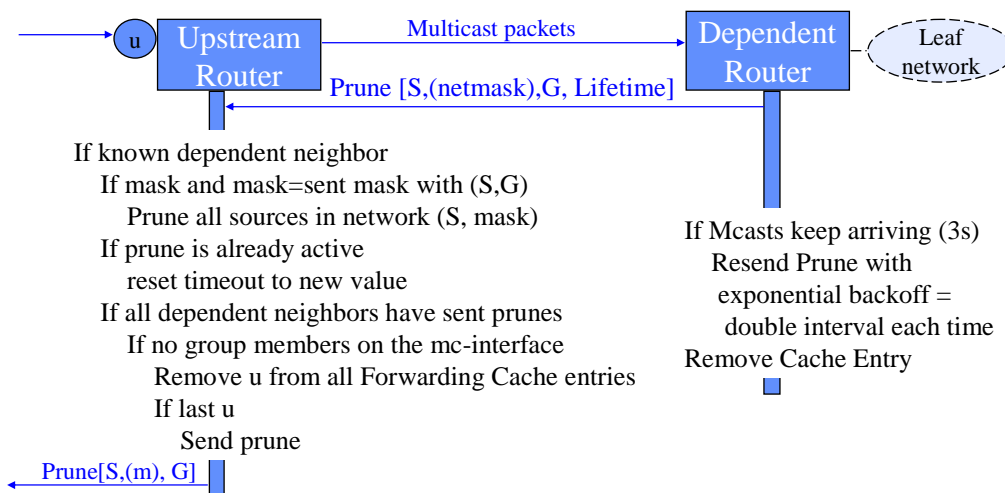 u
Upstream
Router
Multicast packets
Dependent
Router
Leaf
network
Prune [S,(netmask),G, Lifetime]
If known dependent neighbor
If mask and mask=sent mask with (S,G)
Prune all sources in network (S, mask)
If prune is already active
reset timeout to new value
If all dependent neighbors have sent prunes
If no group members on the mc-interface
Remove u from all Forwarding Cache entries
If last u
Send prune
If Mcasts keep arriving (3s)
Resend Prune with
exponential backoff =
double interval each time
Remove Cache Entry
Prune[S,(m), G]